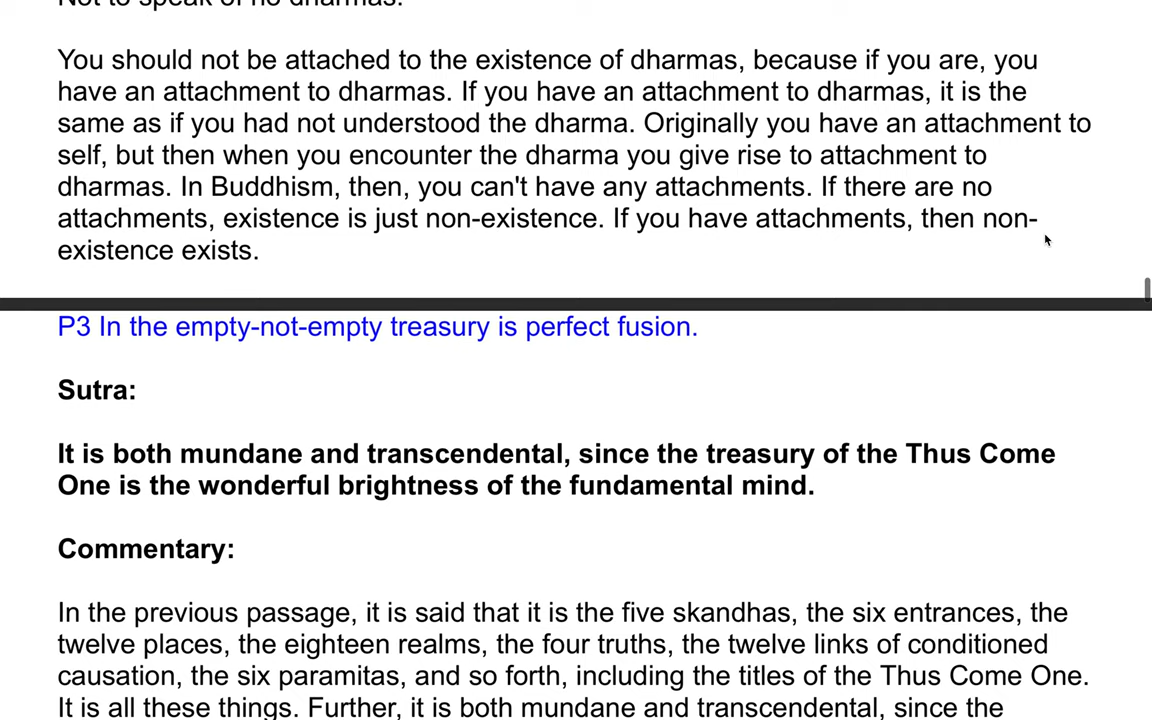 Not to speak of no dharmas.
You should not be attached to the existence of dharmas, because if you are, you
have an attachment to dharmas. If you have an attachment to dharmas, it is the
same as if you had not understood the dharma. Originally you have an attachment to
self, but then when you encounter the dharma you give rise to attachment to
dharmas. In Buddhism, then, you can't have any attachments. If there are no
attachments, existence is just non-existence. If you have attachments, then non-
existence exists.
P3 In the empty-not-empty treasury is perfect fusion.
Sutra:
It is both mundane and transcendental, since the treasury of the Thus Come
One is the wonderful brightness of the fundamental mind.
Commentary:
In the previous passage, it is said that it is the five skandhas, the six entrances, the
twelve places, the eighteen realms, the four truths, the twelve links of conditioned
causation, the six paramitas, and so forth, including the titles of the Thus Come One.
It is all these things. Further, it is both mundane and transcendental, since the